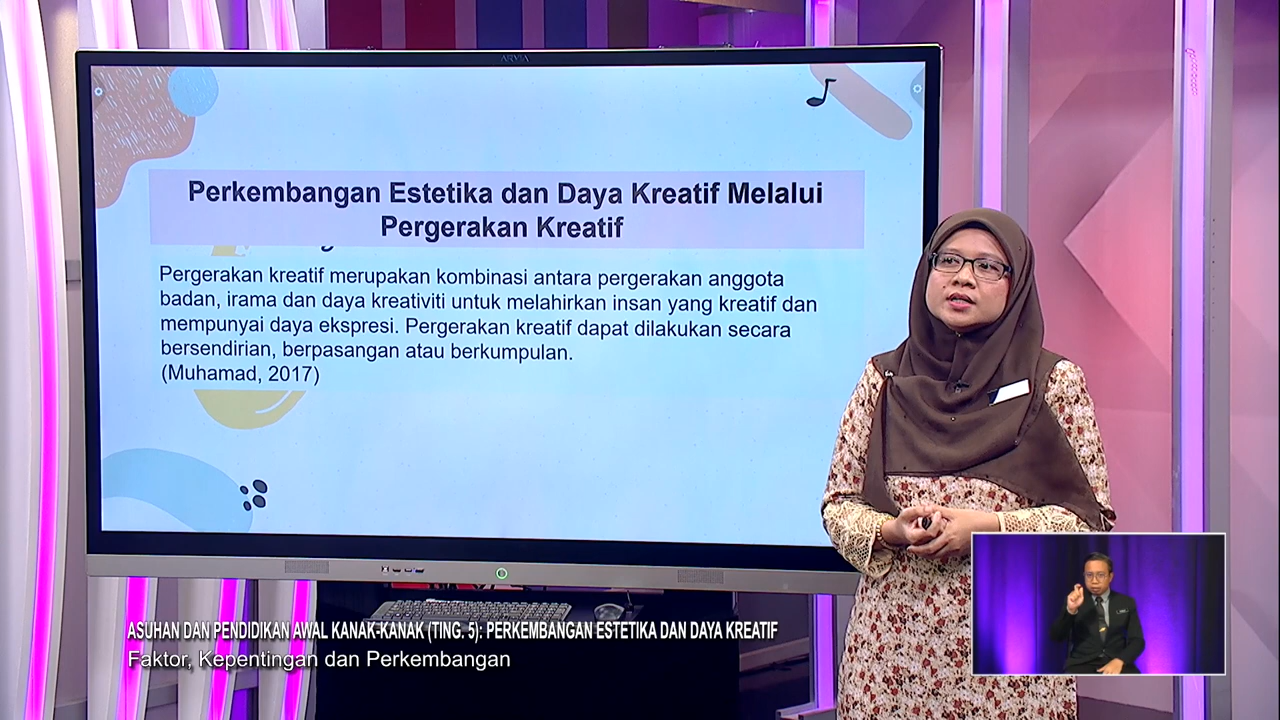 ARVIA
Perkembangan Estetika dan Daya Kreatif Melalui
Pergerakan Kreatif
Pergerakan kreatif merupakan kombinasi antara pergerakan anggota
badan, irama dan daya kreativiti untuk melahirkan insan yang kreatif dan
mempunyai daya ekspresi. Pergerakan kreatif dapat dilakukan secara
bersendirian, berpasangan atau berkumpulan.
(Muhamad, 2017)
ASUHAN DAN PENDIDIKAN AWAL KANAK-KANAK (TING. 5): PERKEMBANGAN ESTETIKA DAN DAYA KREATIF
Faktor, Kepentingan dan Perkembangan